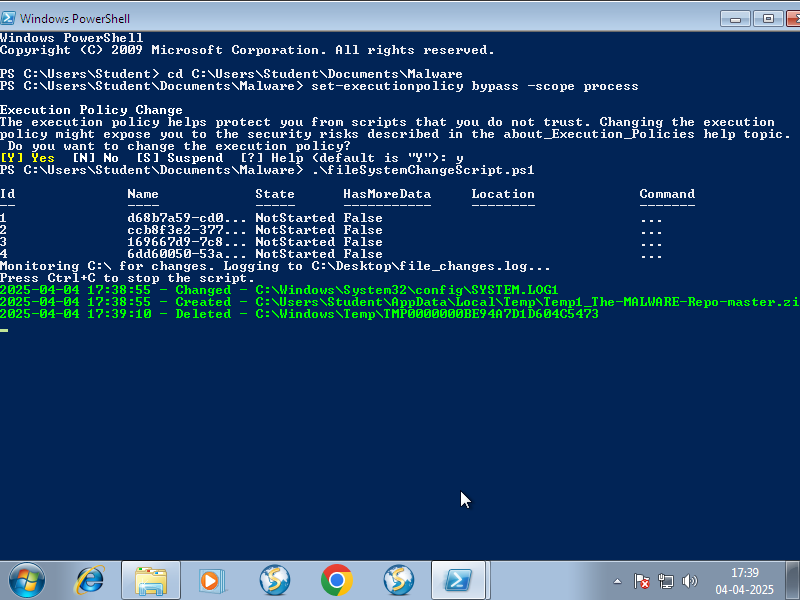 Windows PowerShell
Windows PowerShell
Copyright (C) 2009 Microsoft Corporation. All rights reserved.
PS C:\Users\Student> cd C:\Users\Student\Documents\Malware
PS C:\Users\Student\Documents\Malware> set-executionpolicy bypass -scope process
Execution Policy Change
The execution policy helps protect you from scripts that you do not trust. Changing the execution
policy might expose you to the security risks described in the about_Execution_Policies help topic.
Do you want to change the execution policy?
[Y] Yes  [N] No  [S] Suspend  [?] Help (default is "Y"): y
PS C:\Users\Student\Documents\Malware> .\fileSystemChangeScript.ps1
Id Name State HasMoreData Location Command
-- ---- ----- ----------- -------- -------
1 d68b7a59-cd0... NotStarted False ...
2 ccb8f3e2-377... NotStarted False ...
3 169667d9-7c8... NotStarted False ...
4 6dd60050-53a... NotStarted False ...
Monitoring C:\ for changes. Logging to C:\Desktop\file_changes.log...
Press Ctrl+C to stop the script.
2025-04-04 17:38:55 - Changed - C:\Windows\System32\config\SYSTEM.LOG1
2025-04-04 17:38:55 - Created - C:\Users\Student\AppData\Local\Temp\Temp1_The-MALWARE-Repo-master.zi
2025-04-04 17:39:10 - Deleted - C:\Windows\Temp\TMP0000000BE94A7D1D604C5473
17:39
04-04-2025